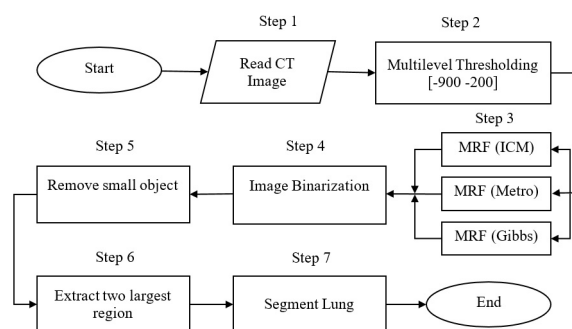 Step 1
Step 2
Start
Read CT
Image
Multilevel Thresholding
[-900 -200]
Step 3
Step 5
Step 4
MRF (ICM)
Remove small object
Image Binarization
MRF (Metro)
MRF (Gibbs)
Step 6
Step 7
Extract two largest
region
Segment Lung
End